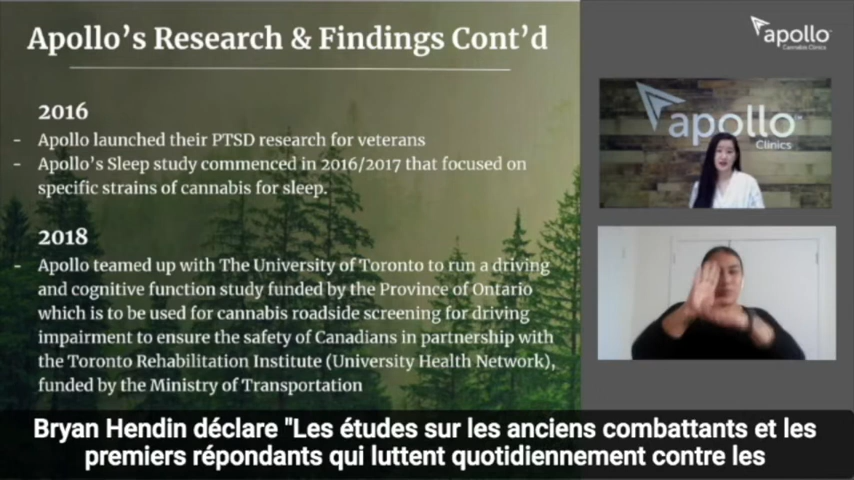 Apollo's Research & Findings Cont'd
apollo
Cannabis Clinics
2016
- Apollo launched their PTSD research for veterans
- Apollo's Sleep study commenced in 2016/2017 that focused on
specific strains of cannabis for sleep.
2018
- Apollo teamed up with The University of Toronto to run a driving
and cognitive function study funded by the Province of Ontario
which is to be used for cannabis roadside screening for driving
impairment to ensure the safety of Canadians in partnership with
the Toronto Rehabilitation Institute (University Health Network),
funded by the Ministry of Transportation
apollo
Clinics
Bryan Hendin déclare "Les études sur les anciens combattants et les
premiers répondants qui luttent quotidiennement contre les